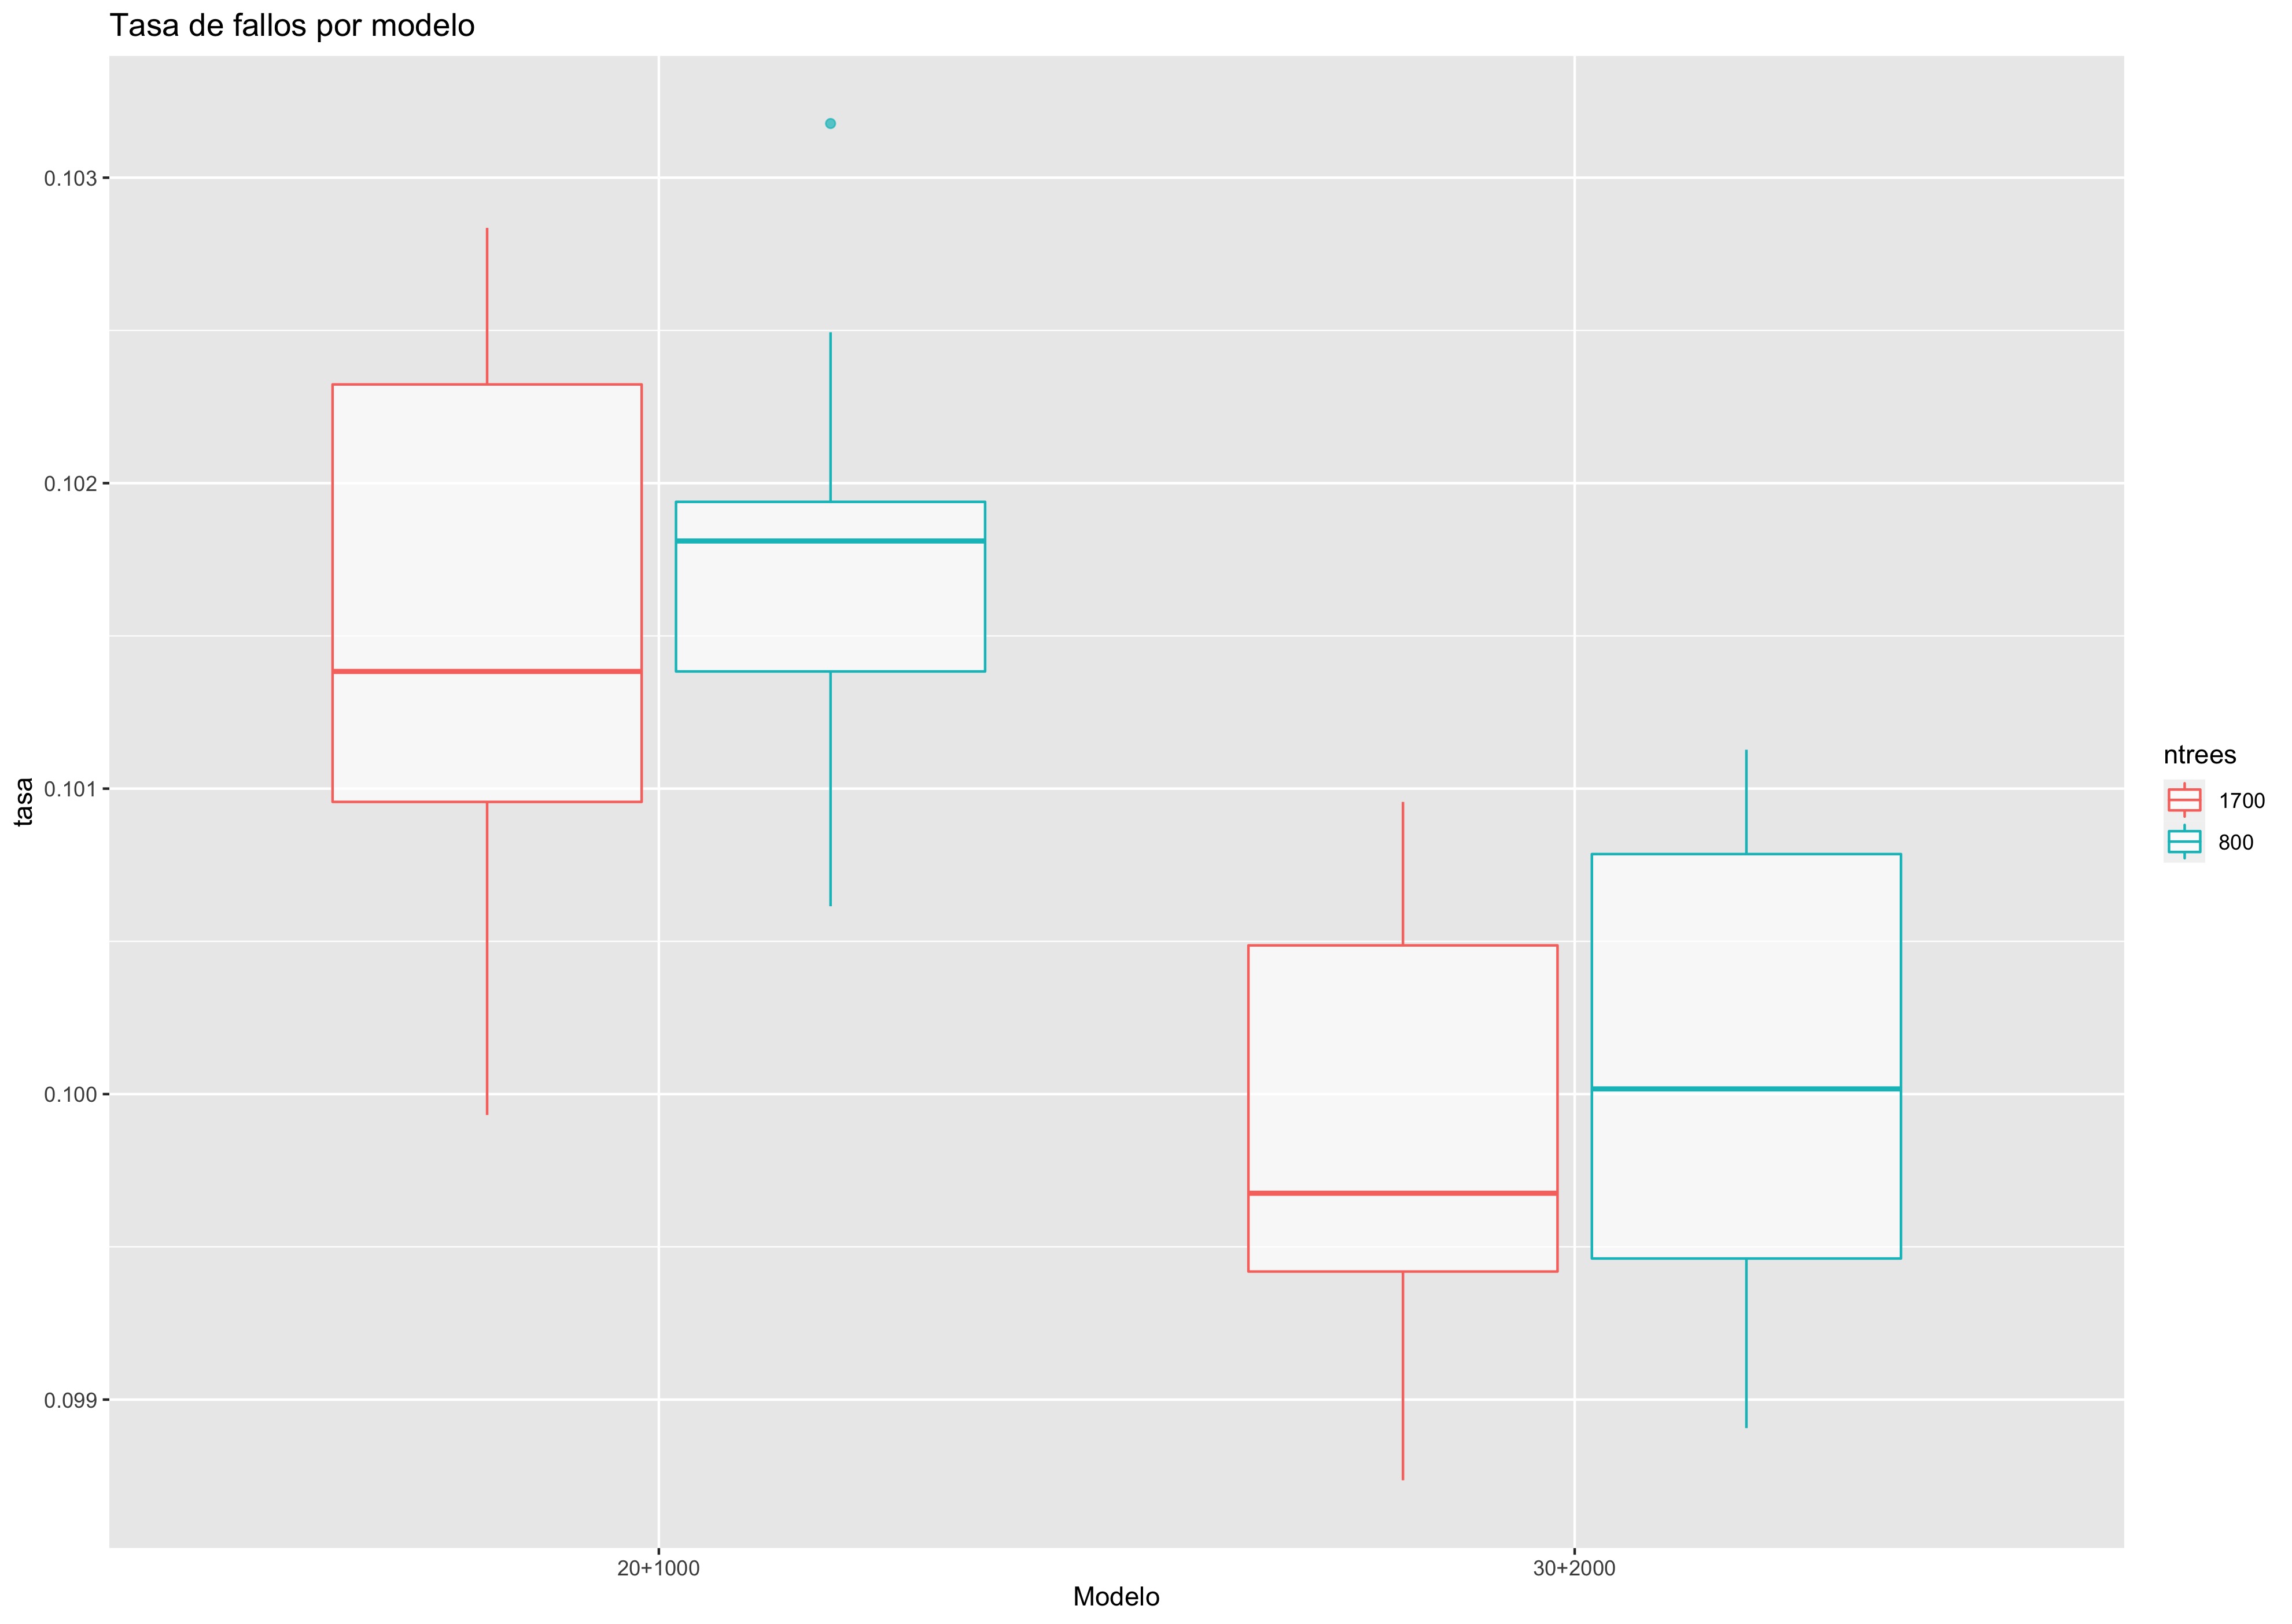 Tasa de fallos por modelo
tasa
0.103
0.102
0.101
0.100
0.099
20+1000
30+2000
Modelo
ntrees
1700
800